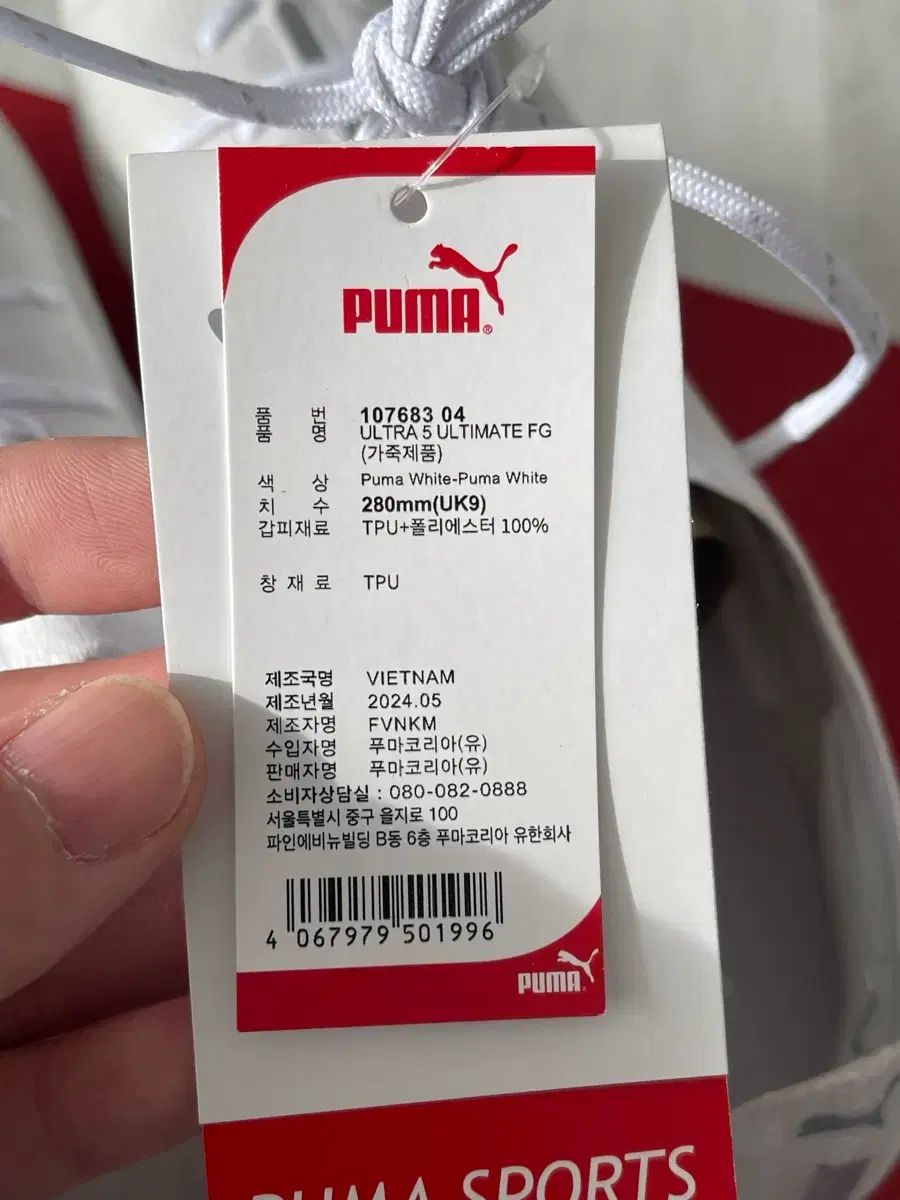 PUMA®
품 번 107683 04
품 명 ULTRA 5 ULTIMATE FG
(가죽제품)
색 상 Puma White-Puma White
치 수 280mm(UK9)
갑피재료 TPU+폴리에스터 100%
창 재 료 TPU
제조국명 VIETNAM
제조년월 2024.05
제조자명 FVNKM
수입자명 푸마코리아(유)
판매자명 푸마코리아(유)
소비자상담실 : 080-082-0888
서울특별시 중구 을지로 100
파인에비뉴빌딩 B동 6층 푸마코리아 유한회사
4 067979 501996
PUMA
PUMA SPORTS